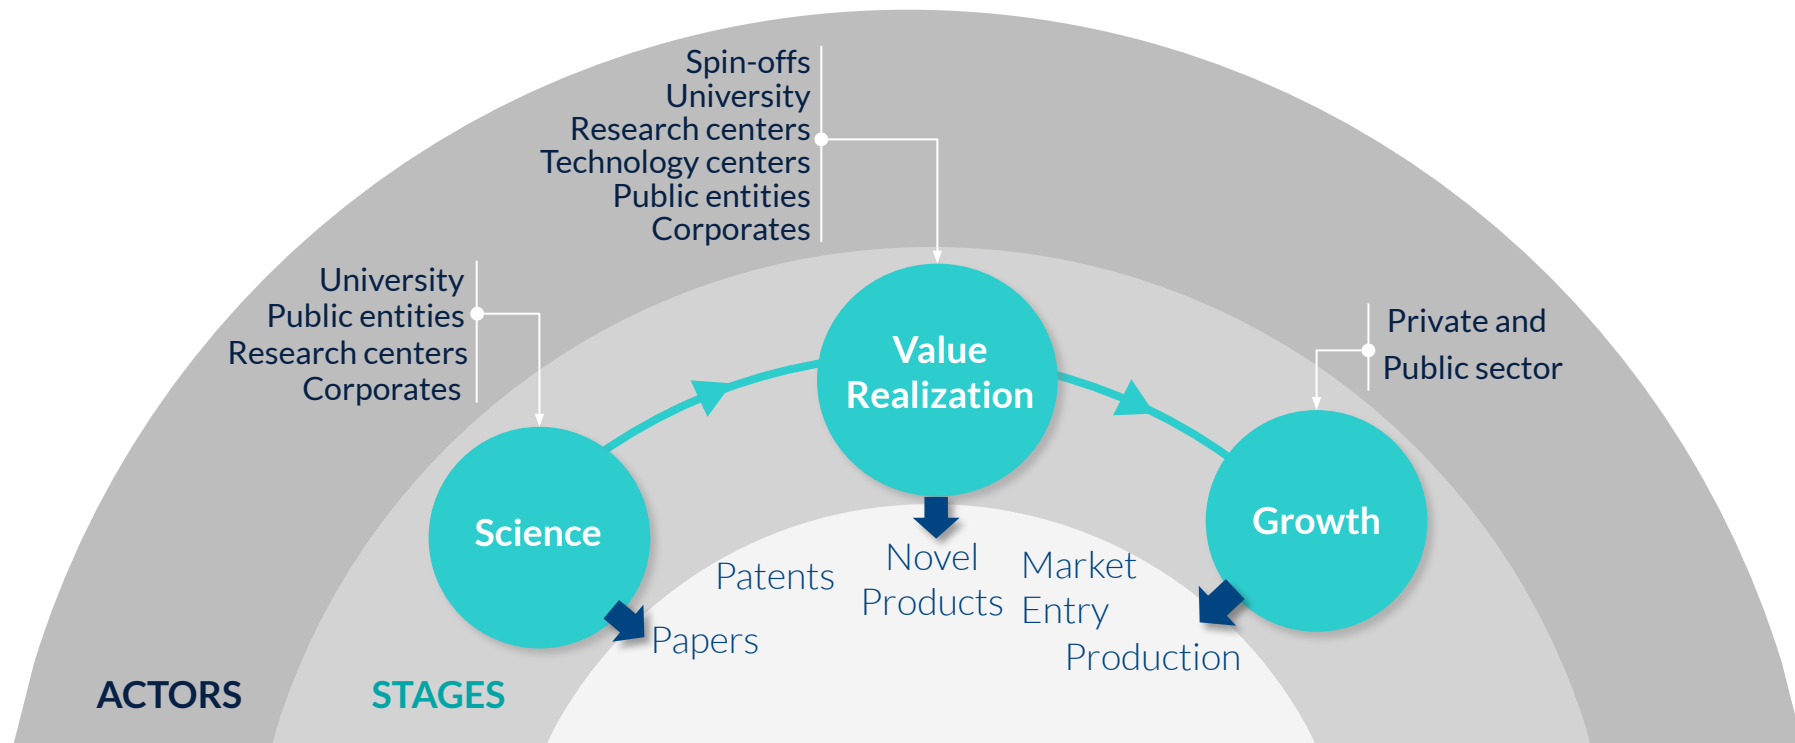 Spin-offs
University
Research centers
Technology centers
Public entities
Corporates
University
Public entities
Research centers
Corporates
Private and
Public sector
Value
Realization
Science
Growth
Patents
Novel
Products
Market
Entry
Papers
Production
ACTORS
STAGES